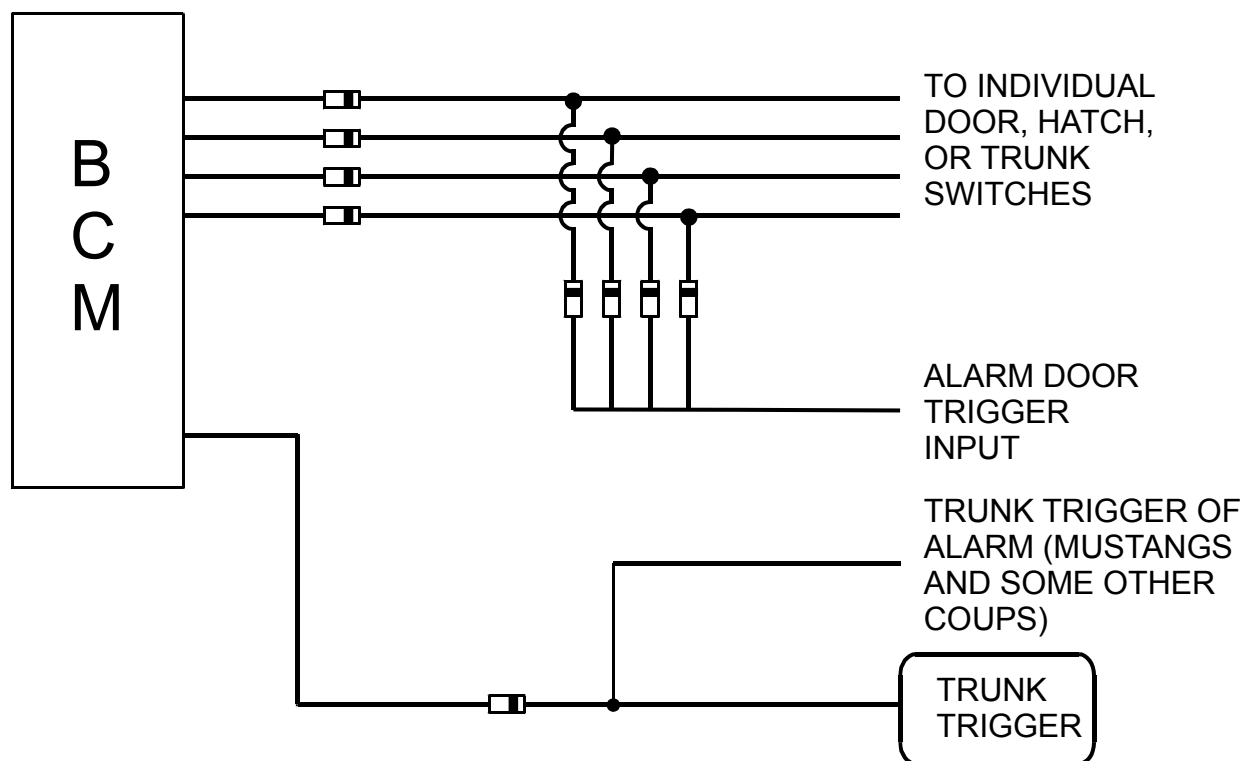 B
C
M
TO INDIVIDUAL
DOOR, HATCH,
OR TRUNK
SWITCHES
ALARM DOOR
TRIGGER
INPUT
TRUNK TRIGGER OF
ALARM (MUSTANGS
AND SOME OTHER
COUPS)
TRUNK
TRIGGER